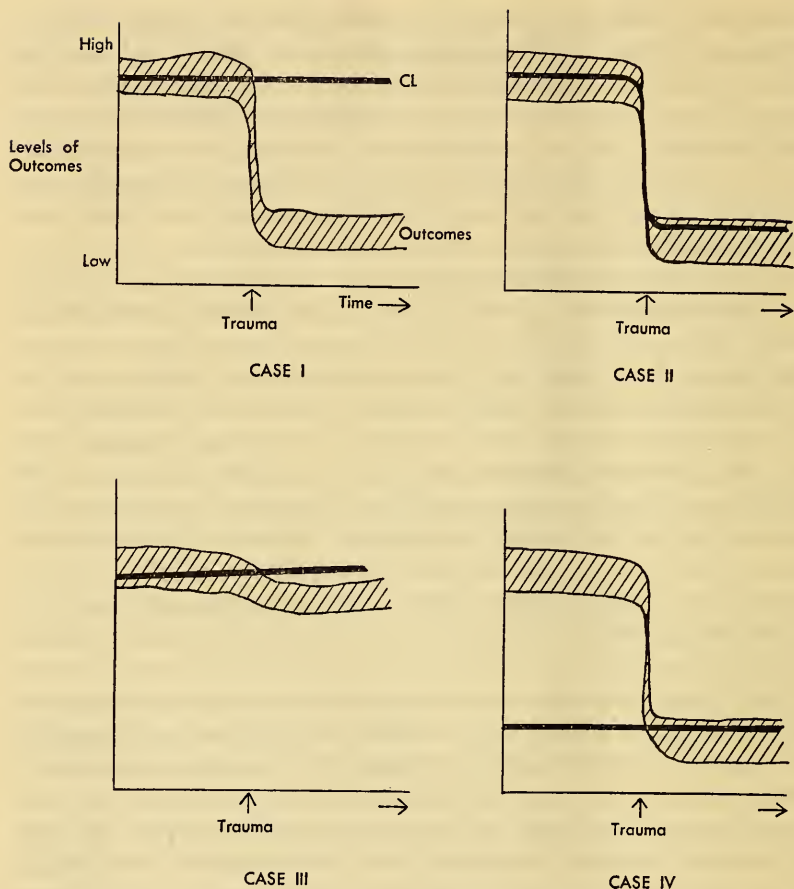 High
CL
Levels of
Outcomes
Outcomes
Low
Time
Trauma
Trauma
CASE I
CASE II
Trauma
Trauma
CASE III
CASE IV